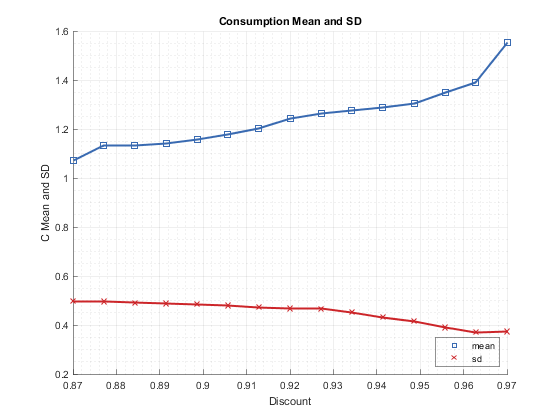 Consumption Mean and SD
1.6
1.4
1.2
1
0.8
0.6
0.4
0.2
C Mean and SD
mean
sd
0.87 0.88 0.89 0.9 0.91 0.92 0.93 0.94 0.95 0.96 0.97
Discount